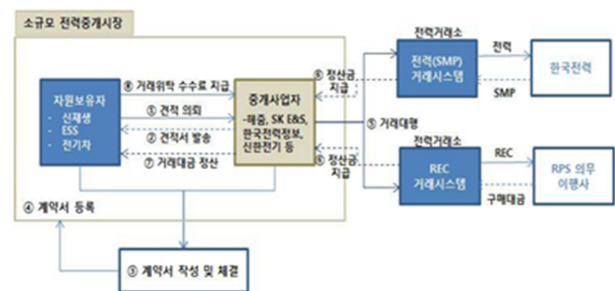 소규모 전력중개시장
자원보유자
- 신재생
- ESS
- 전기차
⑧ 거래위탁 수수료 지급
① 견적 의뢰
② 견적서 발송
⑦ 거래대금 정산
중개사업자
-해줌, SK E&S,
한국전력정보,
신한전기 등
⑥ 정산금
지급
⑤ 거래대행
⑥ 정산금
지급
전력거래소
전력(SMP)
거래시스템
전력
SMP
한국전력
전력거래소
REC
거래시스템
REC
구매대금
RPS 의무
이행사
④ 계약서 등록
③ 계약서 작성 및 체결